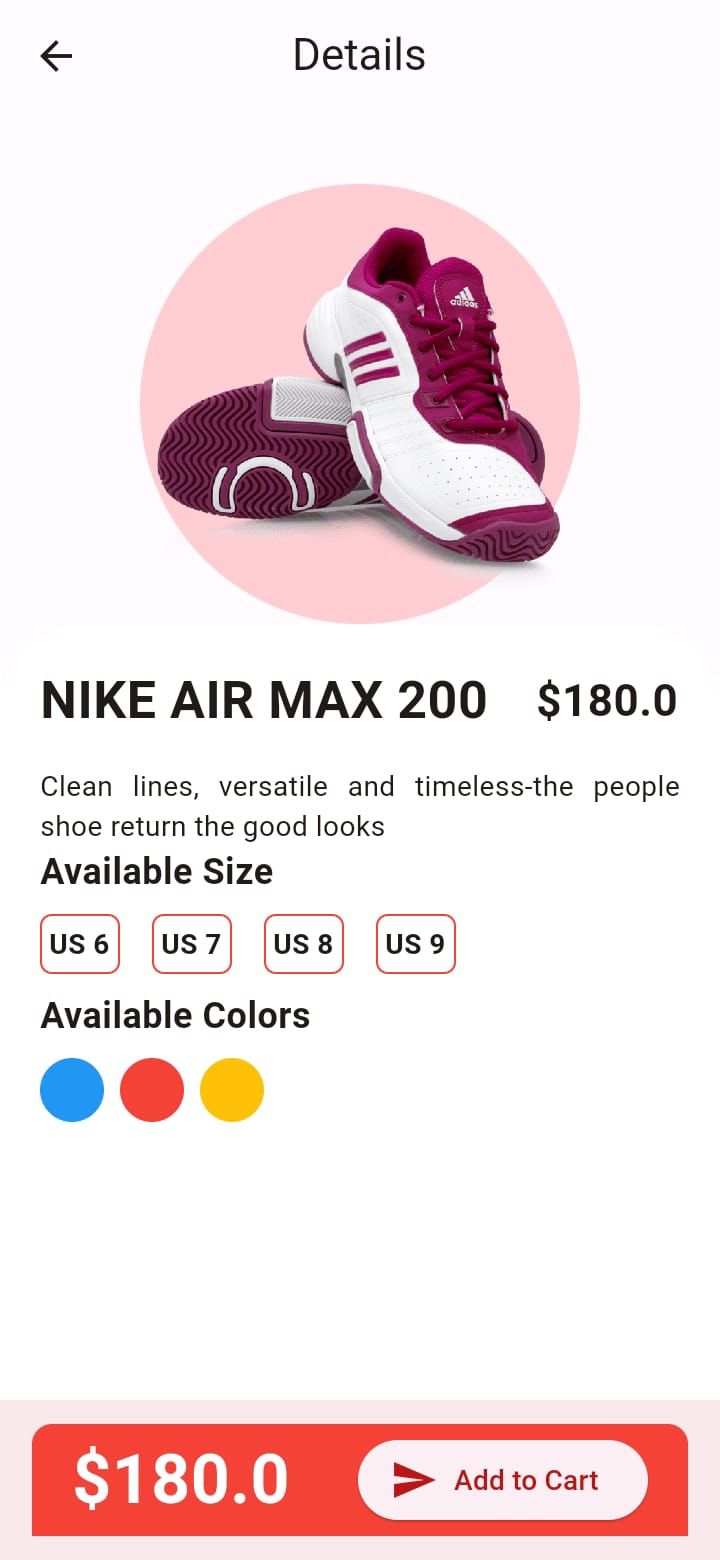 Details
adidas
NIKE AIR MAX 200 $180.0
Clean lines, versatile and timeless-the people
shoe return the good looks
Available Size
US 6 US 7 US 8 US 9
Available Colors
$180.0 Add to Cart